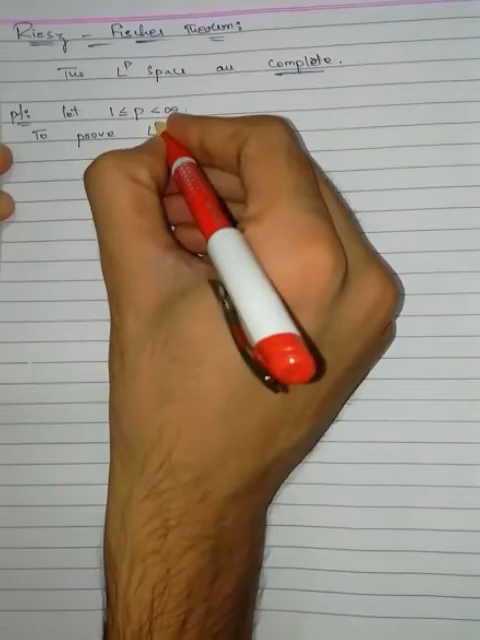 Riesz - Fischer Theorem:
The L^p space are complete.
Pf: let 1 ≤ p < ∞.
To prove L